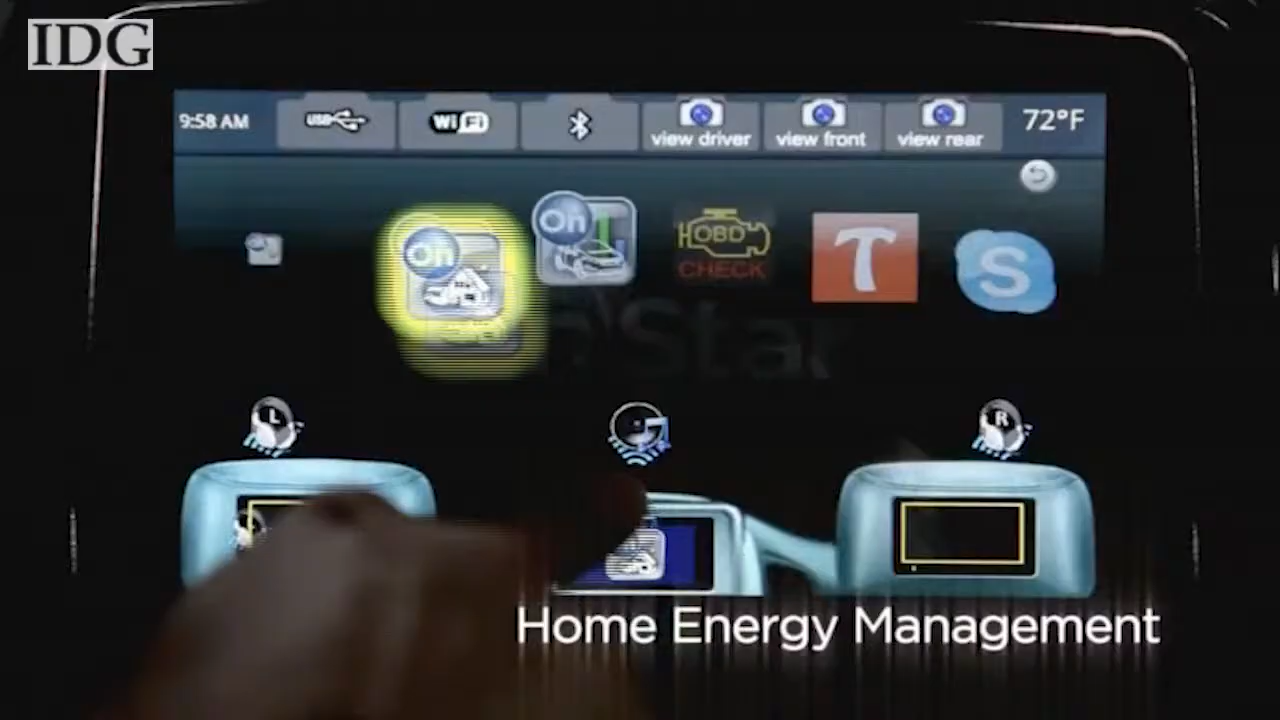 IDG
9:58 AM
USB
WiFi
view driver
view front
view rear
72°F
On
On
OBD
CHECK
T
S
Star
L
R
Home Energy Management